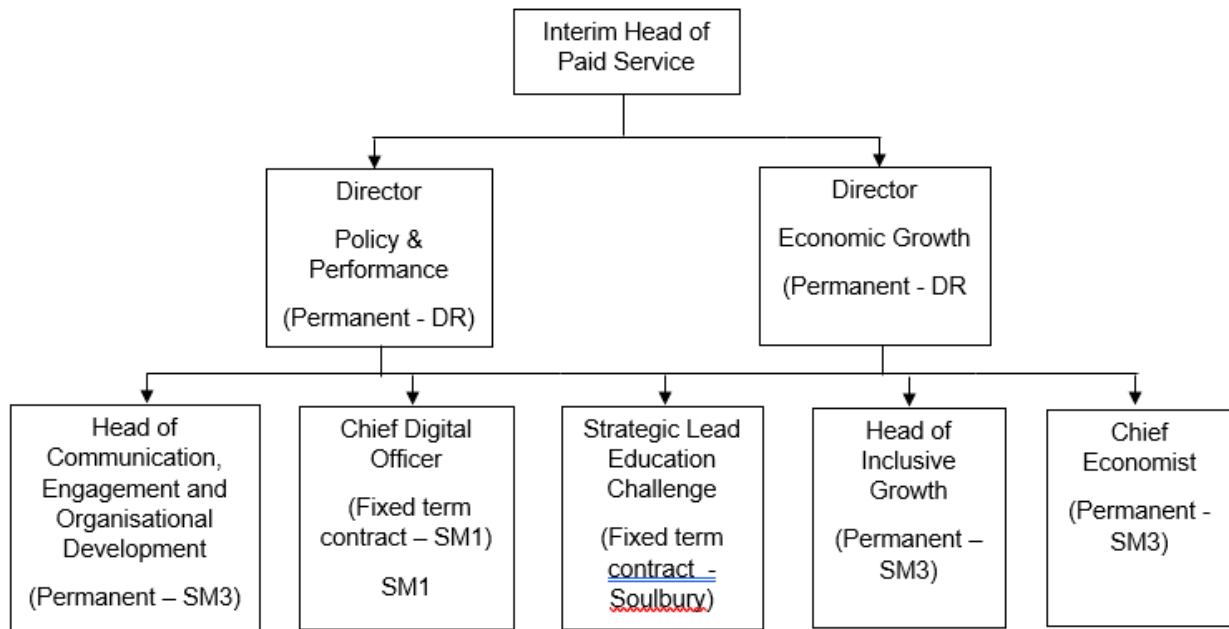 Interim Head of
Paid Service
Director
Policy &
Performance
(Permanent - DR)
Director
Economic Growth
(Permanent - DR
Head of
Communication,
Engagement and
Organisational
Development
(Permanent – SM3)
Chief Digital
Officer
(Fixed term
contract – SM1)
SM1
Strategic Lead
Education
Challenge
(Fixed term
contract -
Soulbury)
Head of
Inclusive
Growth
(Permanent –
SM3)
Chief
Economist
(Permanent -
SM3)